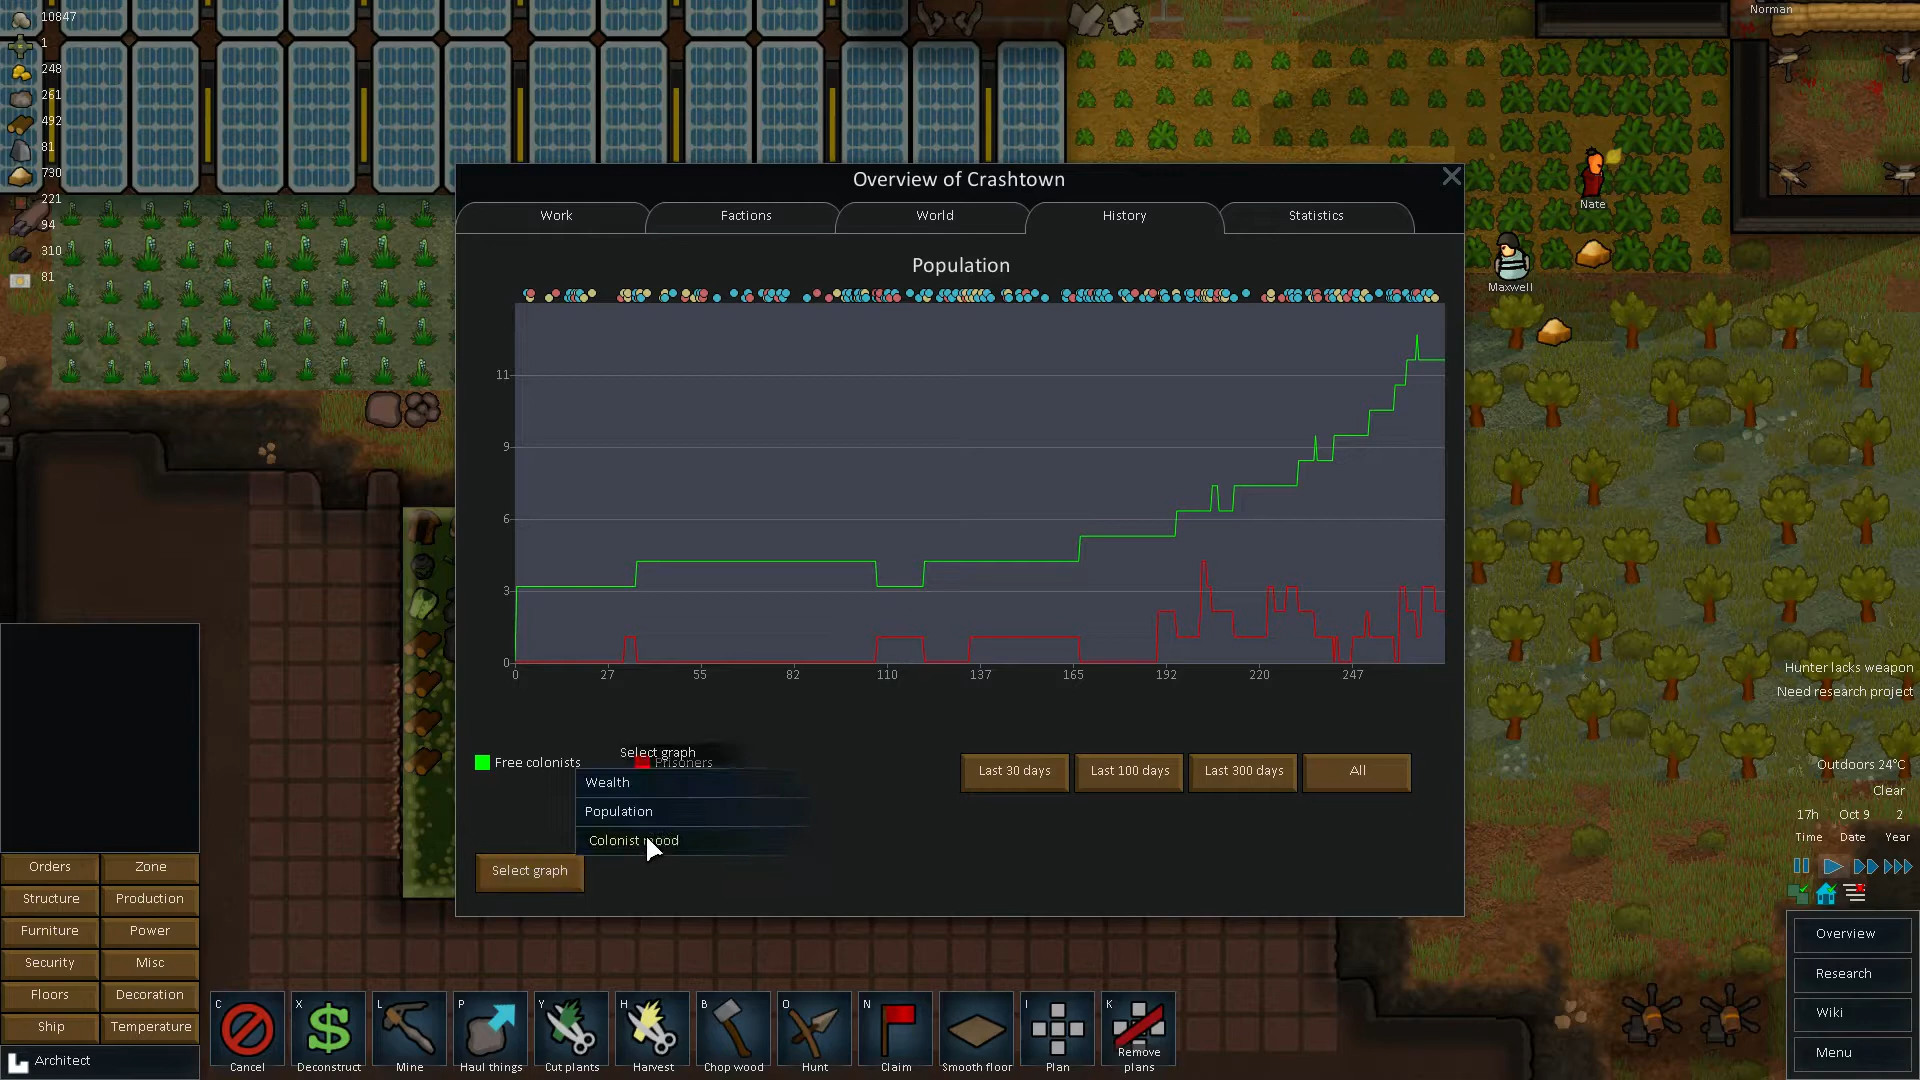 10847
1
248
261
492
81
730
221
94
310
81
Norman
Nate
Maxwell
Overview of Crashtown
Work
Factions
World
History
Statistics
Population
11
9
6
3
0
0
27
55
82
110
137
165
192
220
247
Free colonists
Prisoners
Select graph
Wealth
Population
Colonist mood
Select graph
Last 30 days
Last 100 days
Last 300 days
All
Hunter lacks weapon
Need research project
Outdoors 24°C
Clear
17h Oct 9 2
Time Date Year
Overview
Research
Wiki
Menu
Orders
Zone
Structure
Production
Furniture
Power
Security
Misc
Floors
Decoration
Ship
Temperature
Architect
C
Cancel
X
Deconstruct
L
Mine
P
Haul things
Y
Cut plants
H
Harvest
B
Chop wood
O
Hunt
N
Claim
Smooth floor
I
Plan
K
Remove
plans